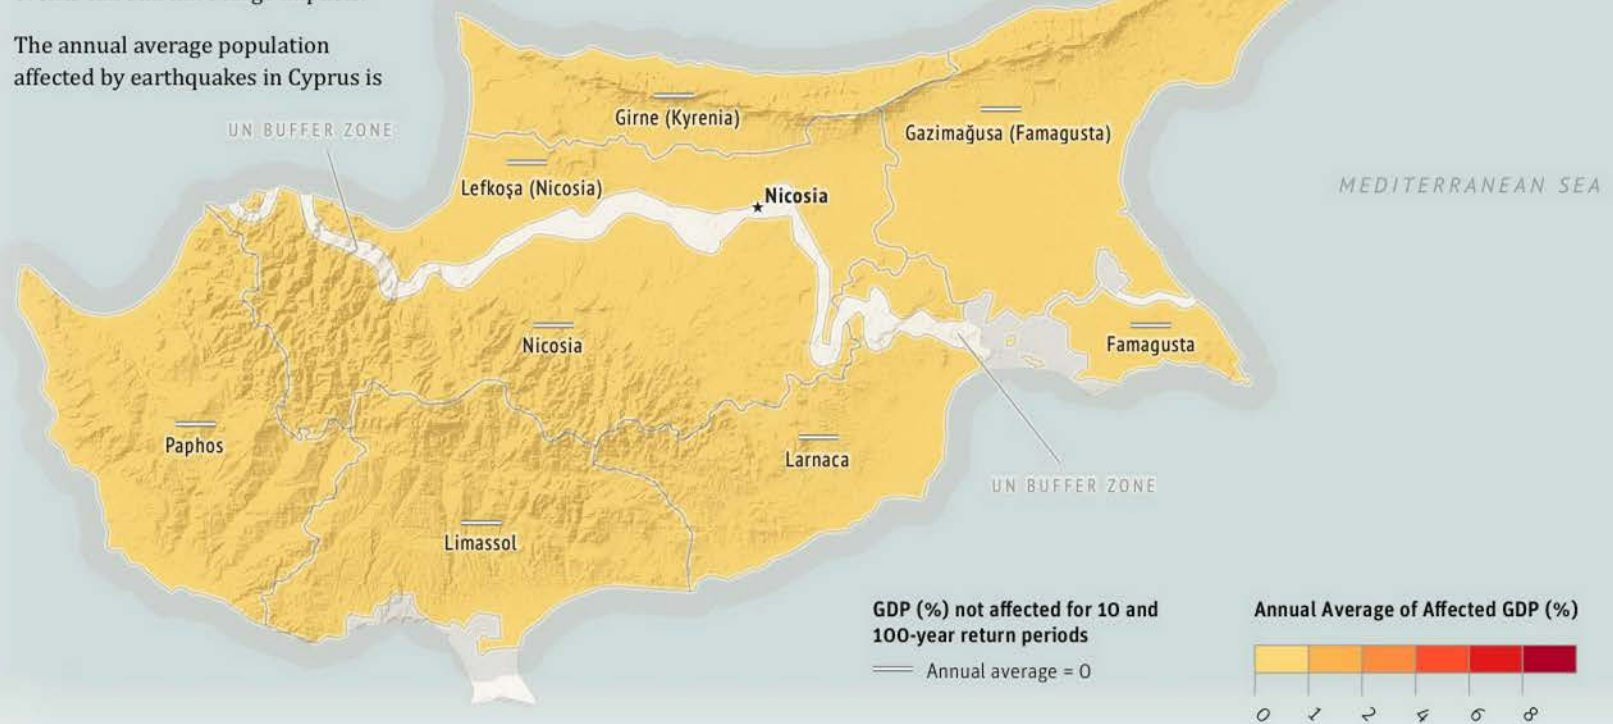 The annual average population
affected by earthquakes in Cyprus is
UN BUFFER ZONE
Girne (Kyrenia)
Gazimağusa (Famagusta)
Lefkoşa (Nicosia)
Nicosia
MEDITERRANEAN SEA
Nicosia
Famagusta
Paphos
Larnaca
UN BUFFER ZONE
Limassol
GDP (%) not affected for 10 and
100-year return periods
Annual average = 0
Annual Average of Affected GDP (%)
0 1 2 4 6 8